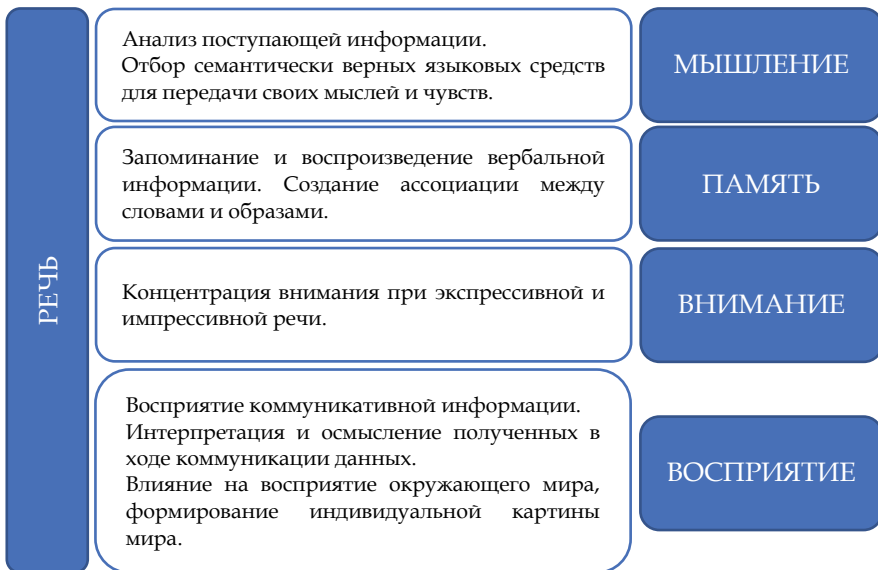 РЕЧЬ
Анализ поступающей информации.
Отбор семантически верных языковых средств
для передачи своих мыслей и чувств.
МЫШЛЕНИЕ
Запоминание и воспроизведение вербальной
информации. Создание ассоциации между
словами и образами.
ПАМЯТЬ
Концентрация внимания при экспрессивной и
импрессивной речи.
ВНИМАНИЕ
Восприятие коммуникативной информации.
Интерпретация и осмысление полученных в
ходе коммуникации данных.
Влияние на восприятие окружающего мира,
формирование индивидуальной картины
мира.
ВОСПРИЯТИЕ